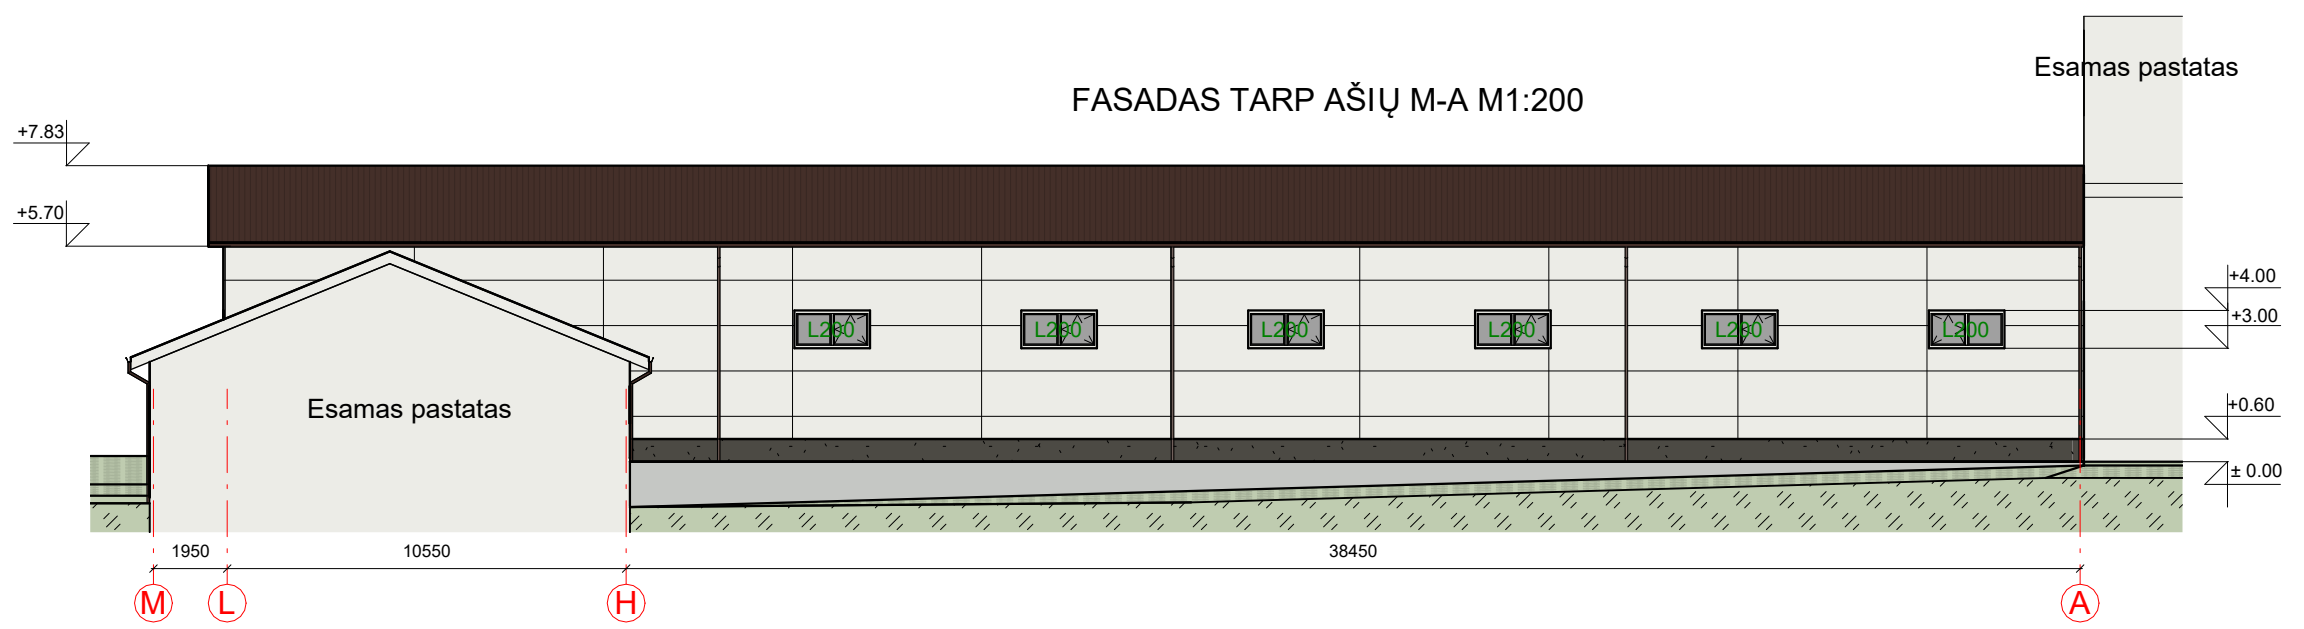 Esamas pastatas
FASADAS TARP AŠIŲ M-A M1:200
+7.83
+5.70
+4.00
+3.00
L200 L200 L200 L200 L200 L200
Esamas pastatas
+0.60
± 0.00
1950 10550 38450
M L H A